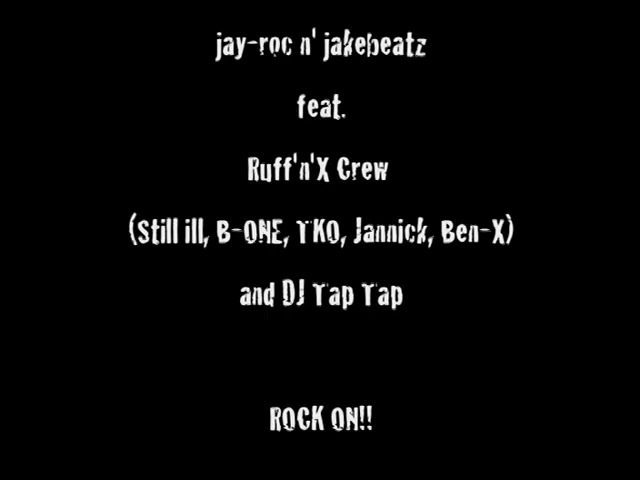 jay-roc n' jakebeatz
feat.
Ruff'n'X Crew
(Still ill, B-ONE, TKO, Jannick, Ben-X)
and DJ Tap Tap
ROCK ON!!